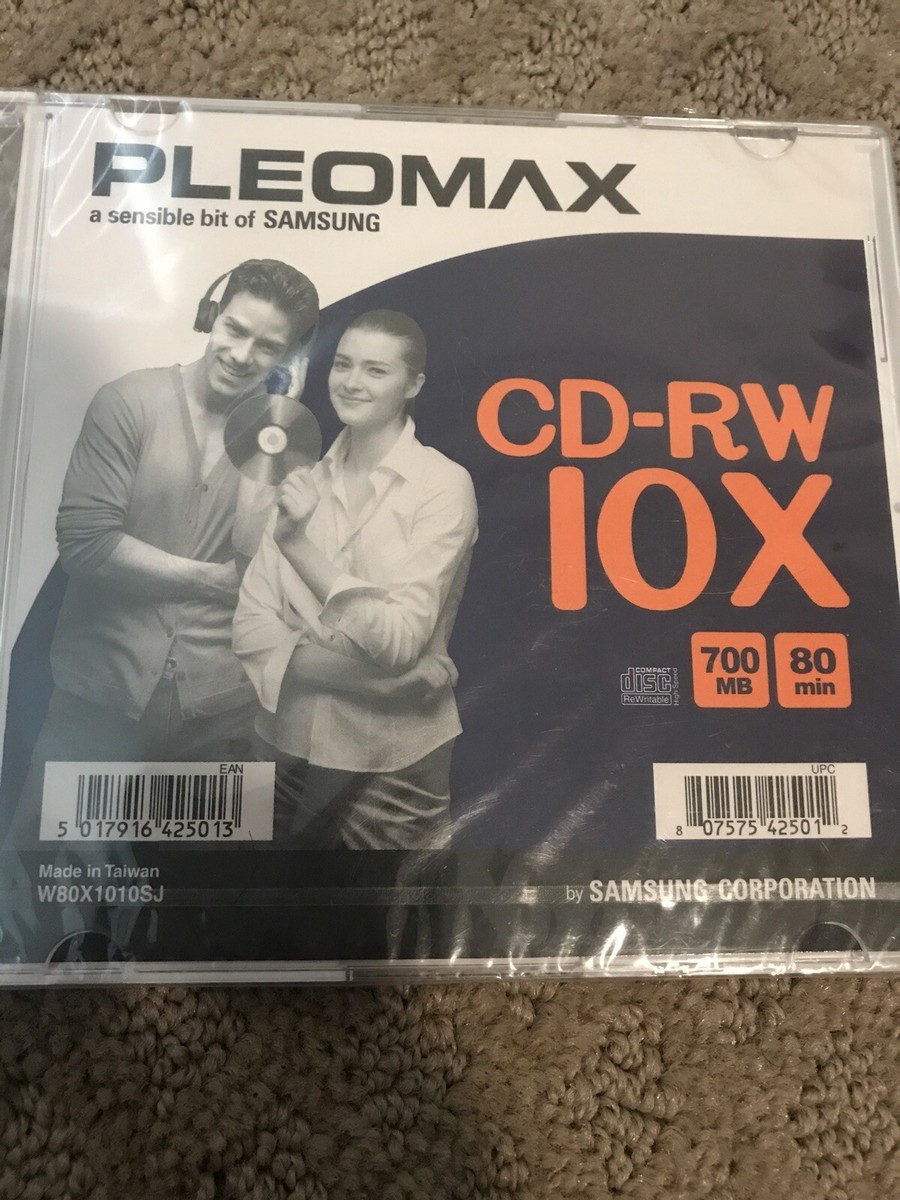 PLEOMAX
a sensible bit of SAMSUNG
CD-RW
10X
700
MB
80
min
COMPACT
disc
ReWritable
High Speed
EAN
5 017916 425013
UPC
8 07575 42501 2
Made in Taiwan
W80X1010SJ
by SAMSUNG CORPORATION